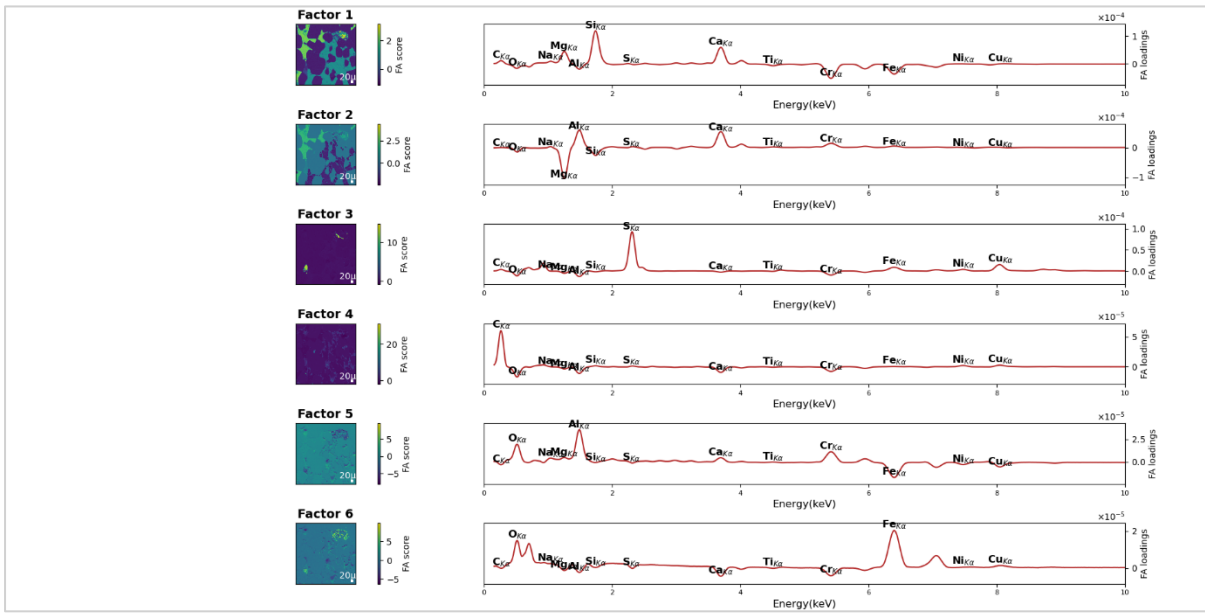 Factor 1
20μ
2
0
FA score
C Kα
O Kα
Na Kα
Mg Kα
Al Kα
Si Kα
S Kα
Ca Kα
Ti Kα
Cr Kα
Fe Kα
Ni Kα
Cu Kα
×10⁻⁴
1
0
FA loadings
0 2 4 6 8 10
Energy(keV)
Factor 2
20μ
2.5
0.0
FA score
C Kα
O Kα
Na Kα
Mg Kα
Al Kα
Si Kα
S Kα
Ca Kα
Ti Kα
Cr Kα
Fe Kα
Ni Kα
Cu Kα
×10⁻⁴
0
−1
FA loadings
0 2 4 6 8 10
Energy(keV)
Factor 3
20μ
10
0
FA score
C Kα
O Kα
Na Kα
Mg Kα
Al Kα
Si Kα
S Kα
Ca Kα
Ti Kα
Cr Kα
Fe Kα
Ni Kα
Cu Kα
×10⁻⁴
1.0
0.5
0.0
FA loadings
0 2 4 6 8 10
Energy(keV)
Factor 4
20μ
20
0
FA score
C Kα
O Kα
Na Kα
Mg Kα
Al Kα
Si Kα
S Kα
Ca Kα
Ti Kα
Cr Kα
Fe Kα
Ni Kα
Cu Kα
×10⁻⁵
5
0
FA loadings
0 2 4 6 8 10
Energy(keV)
Factor 5
20μ
5
0
−5
FA score
C Kα
O Kα
Na Kα
Mg Kα
Al Kα
Si Kα
S Kα
Ca Kα
Ti Kα
Cr Kα
Fe Kα
Ni Kα
Cu Kα
×10⁻⁵
2.5
0.0
FA loadings
0 2 4 6 8 10
Energy(keV)
Factor 6
20μ
5
0
−5
FA score
C Kα
O Kα
Na Kα
Mg Kα
Al Kα
Si Kα
S Kα
Ca Kα
Ti Kα
Cr Kα
Fe Kα
Ni Kα
Cu Kα
×10⁻⁵
2
0
FA loadings
0 2 4 6 8 10
Energy(keV)